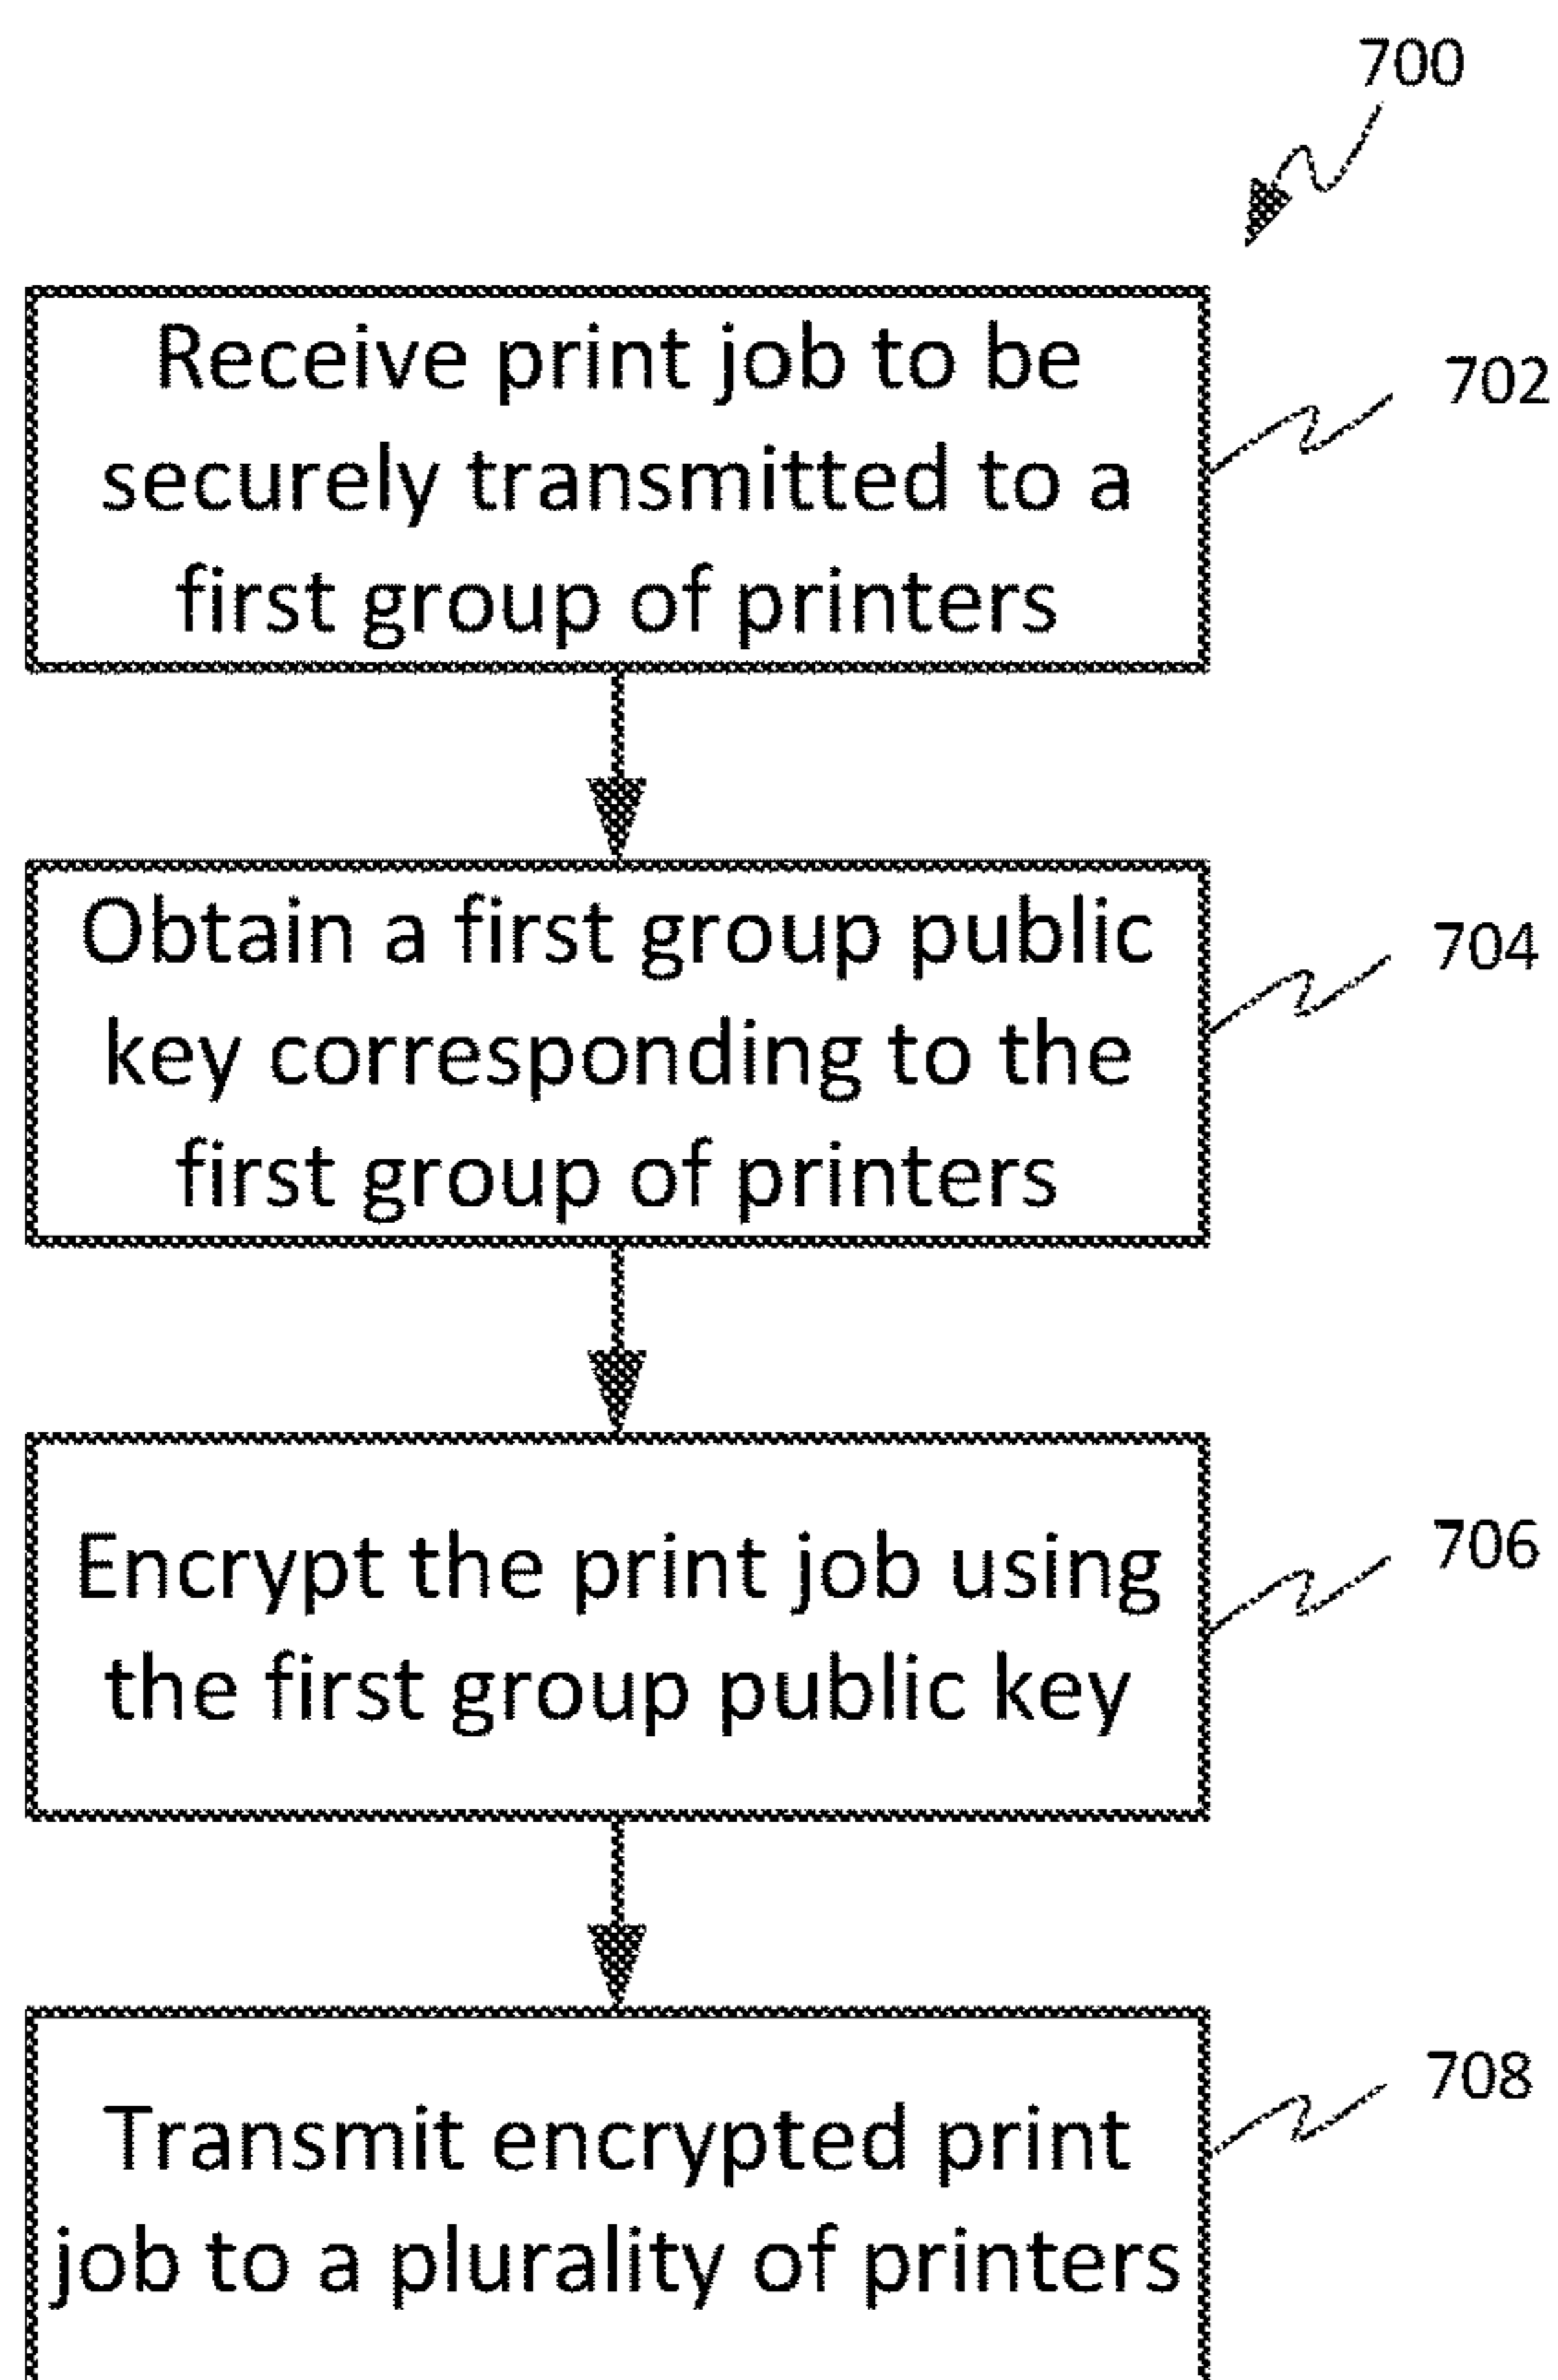 700
Receive print job to be
securely transmitted to a
first group of printers
702
Obtain a first group public
key corresponding to the
first group of printers
704
Encrypt the print job using
the first group public key
706
Transmit encrypted print
job to a plurality of printers
708